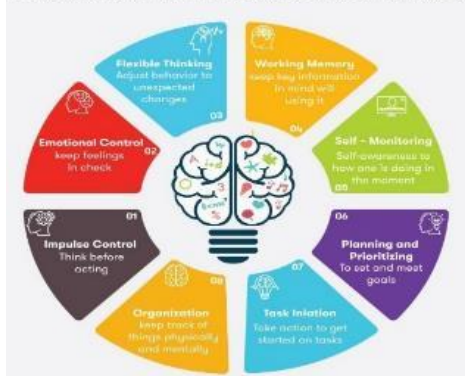 01
Impulse Control
Think before
acting
Emotional Control
keep feelings
in check
02
Flexible Thinking
Adjust behavior to
unexpected
changes
03
Working Memory
keep key information
in mind will
using it
04
Self - Monitoring
Self-awareness to
how one is doing in
the moment
05
06
Planning and
Prioritizing
To set and meet
goals
07
Task Iniation
Take action to get
started on tasks
08
Organization
keep track of
things physically
and mentally